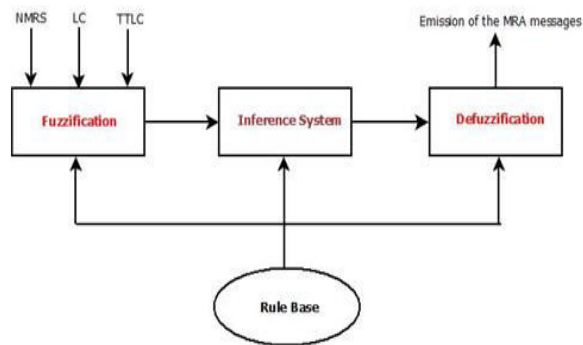 NMRS LC TTLC
Emission of the MRA messages
Fuzzification
Inference System
Defuzzification
Rule Base